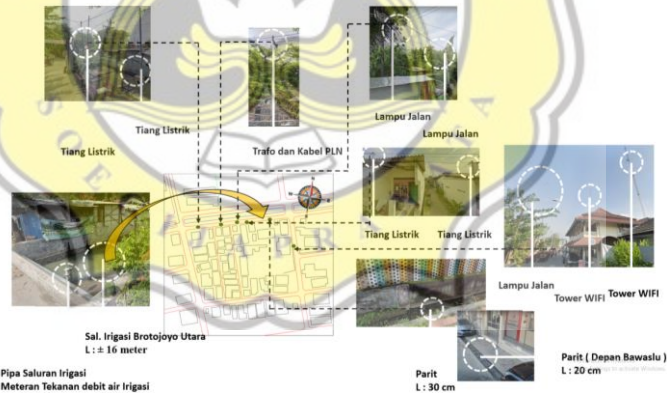 Lampu Jalan
Tiang Listrik
Lampu Jalan
Tiang Listrik
Trafo dan Kabel PLN
Tiang Listrik
Tiang Listrik
Lampu Jalan
Tower WIFI
Tower WIFI
Sal. Irigasi Brotojoyo Utara
L : ± 16 meter
Pipa Saluran Irigasi
Meteran Tekanan debit air Irigasi
Parit
L : 30 cm
Parit ( Depan Bawaslu )
L : 20 cm